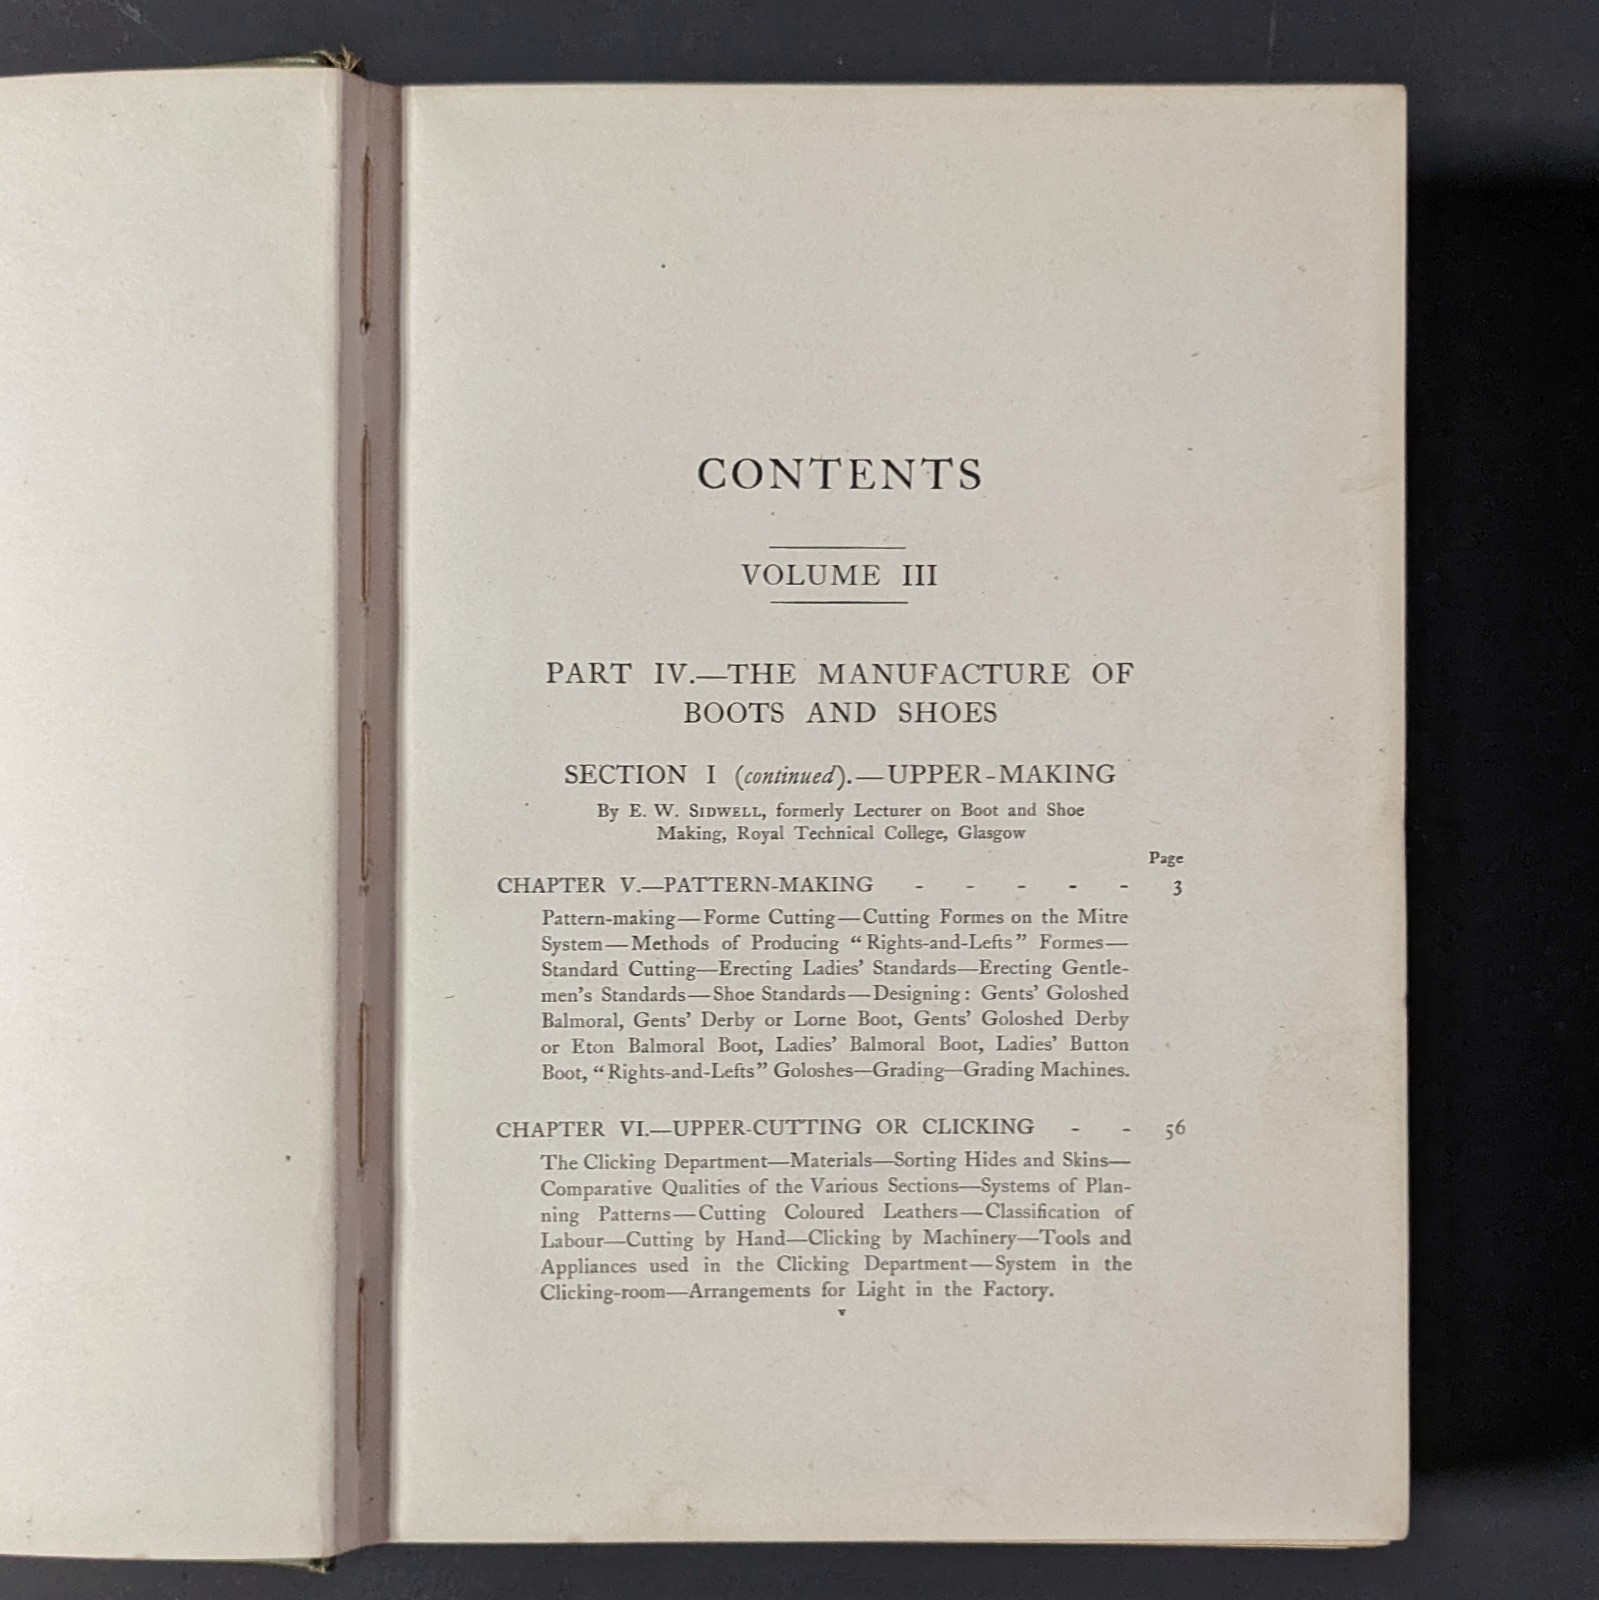 CONTENTS
VOLUME III
PART IV.—THE MANUFACTURE OF
BOOTS AND SHOES
SECTION I (continued).—UPPER-MAKING
By E. W. SIDWELL, formerly Lecturer on Boot and Shoe
Making, Royal Technical College, Glasgow
Page
CHAPTER V.—PATTERN-MAKING - - - - - 3
Pattern-making—Forme Cutting—Cutting Formes on the Mitre
System—Methods of Producing “Rights-and-Lefts” Formes—
Standard Cutting—Erecting Ladies’ Standards—Erecting Gentle-
men’s Standards—Shoe Standards—Designing: Gents’ Goloshed
Balmoral, Gents’ Derby or Lorne Boot, Gents’ Goloshed Derby
or Eton Balmoral Boot, Ladies’ Balmoral Boot, Ladies’ Button
Boot, “Rights-and-Lefts” Goloshes—Grading—Grading Machines.
CHAPTER VI.—UPPER-CUTTING OR CLICKING - - 56
The Clicking Department—Materials—Sorting Hides and Skins—
Comparative Qualities of the Various Sections—Systems of Plan-
ning Patterns—Cutting Coloured Leathers—Classification of
Labour—Cutting by Hand—Clicking by Machinery—Tools and
Appliances used in the Clicking Department—System in the
Clicking-room—Arrangements for Light in the Factory.
v